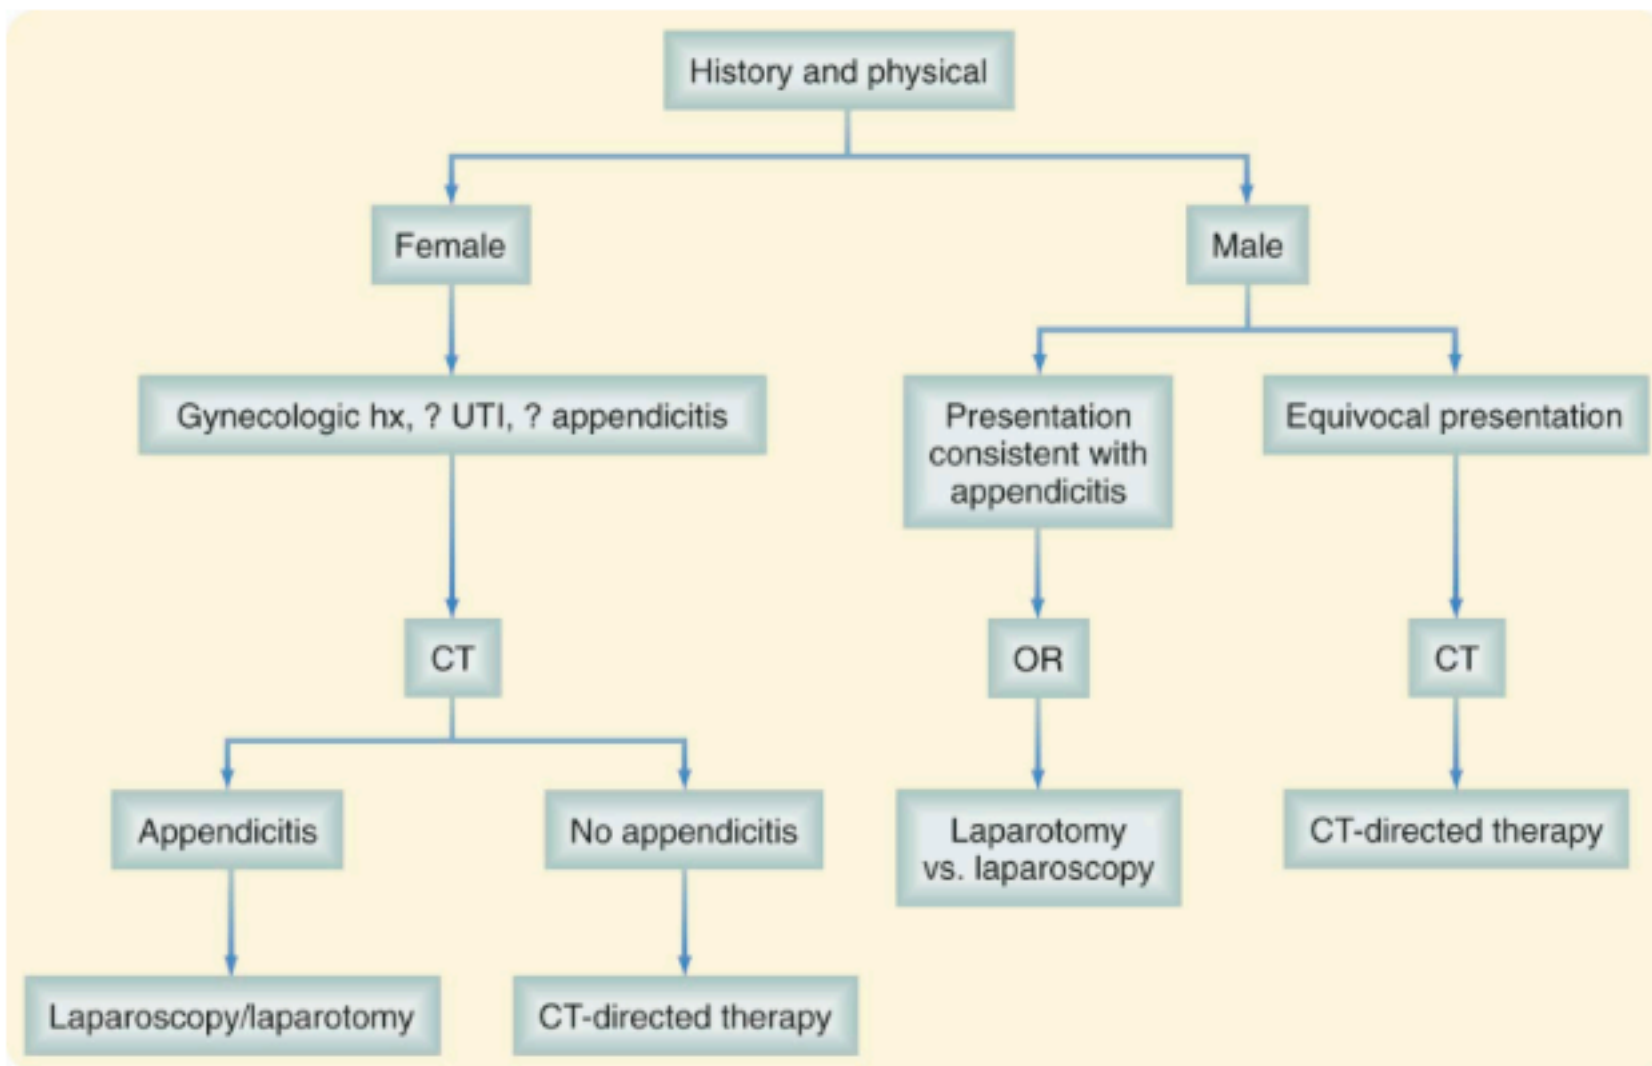 History and physical
Female
Male
Gynecologic hx, ? UTI, ? appendicitis
Presentation
consistent with
appendicitis
Equivocal presentation
CT
OR
CT
Appendicitis
No appendicitis
Laparotomy
vs. laparoscopy
CT-directed therapy
Laparoscopy/laparotomy
CT-directed therapy